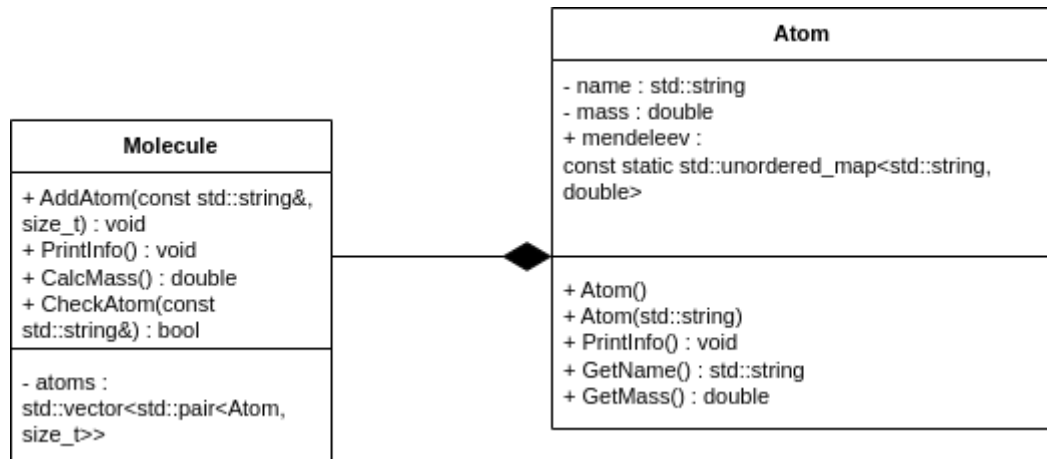 Molecule
+ AddAtom(const std::string&,
size_t) : void
+ PrintInfo() : void
+ CalcMass() : double
+ CheckAtom(const
std::string&) : bool
- atoms :
std::vector<std::pair<Atom,
size_t>>
Atom
- name : std::string
- mass : double
+ mendeleev :
const static std::unordered_map<std::string,
double>
+ Atom()
+ Atom(std::string)
+ PrintInfo() : void
+ GetName() : std::string
+ GetMass() : double